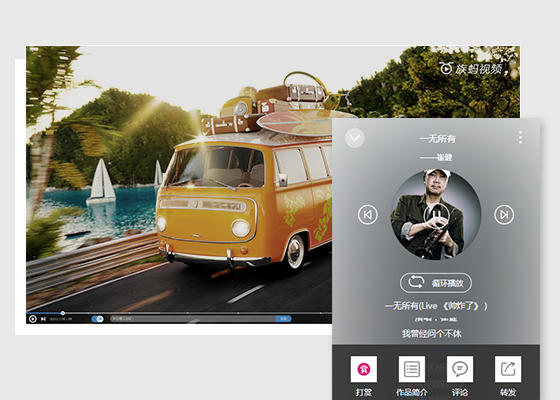 族蚂视频
一无所有
——崔健
循环播放
一无所有(Live 《帅炸了》)
我曾经问个不休
赏
打赏
作品简介
评论
转发